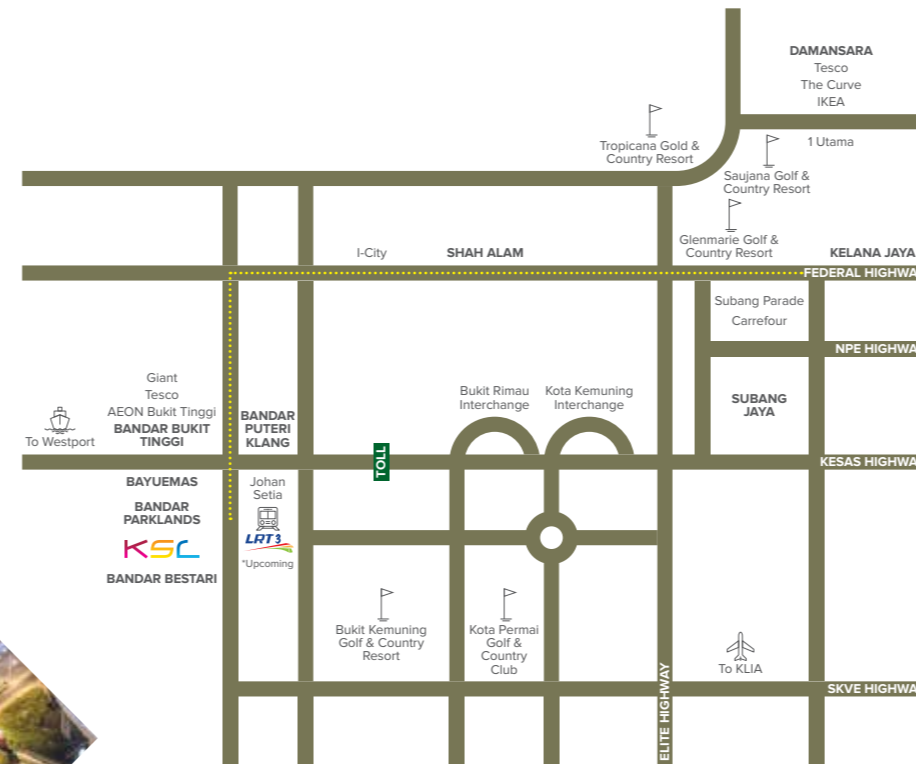 DAMANSARA
Tesco
The Curve
IKEA
1 Utama
Tropicana Gold &
Country Resort
Saujana Golf &
Country Resort
Glenmarie Golf &
Country Resort
I-City
SHAH ALAM
KELANA JAYA
FEDERAL HIGHWA
Subang Parade
Carrefour
NPE HIGHWA
SUBANG
JAYA
Giant
Tesco
AEON Bukit Tinggi
BANDAR BUKIT
TINGGI
To Westport
BANDAR
PUTERI
KLANG
Bukit Rimau
Interchange
Kota Kemuning
Interchange
TOLL
KESAS HIGHWA
BAYUEMAS
BANDAR
PARKLANDS
KSL
BANDAR BESTARI
Johan
Setia
LRT3
*Upcoming
Bukit Kemuning
Golf & Country
Resort
Kota Permai
Golf &
Country
Club
To KLIA
ELITE HIGHWAY
SKVE HIGHWA